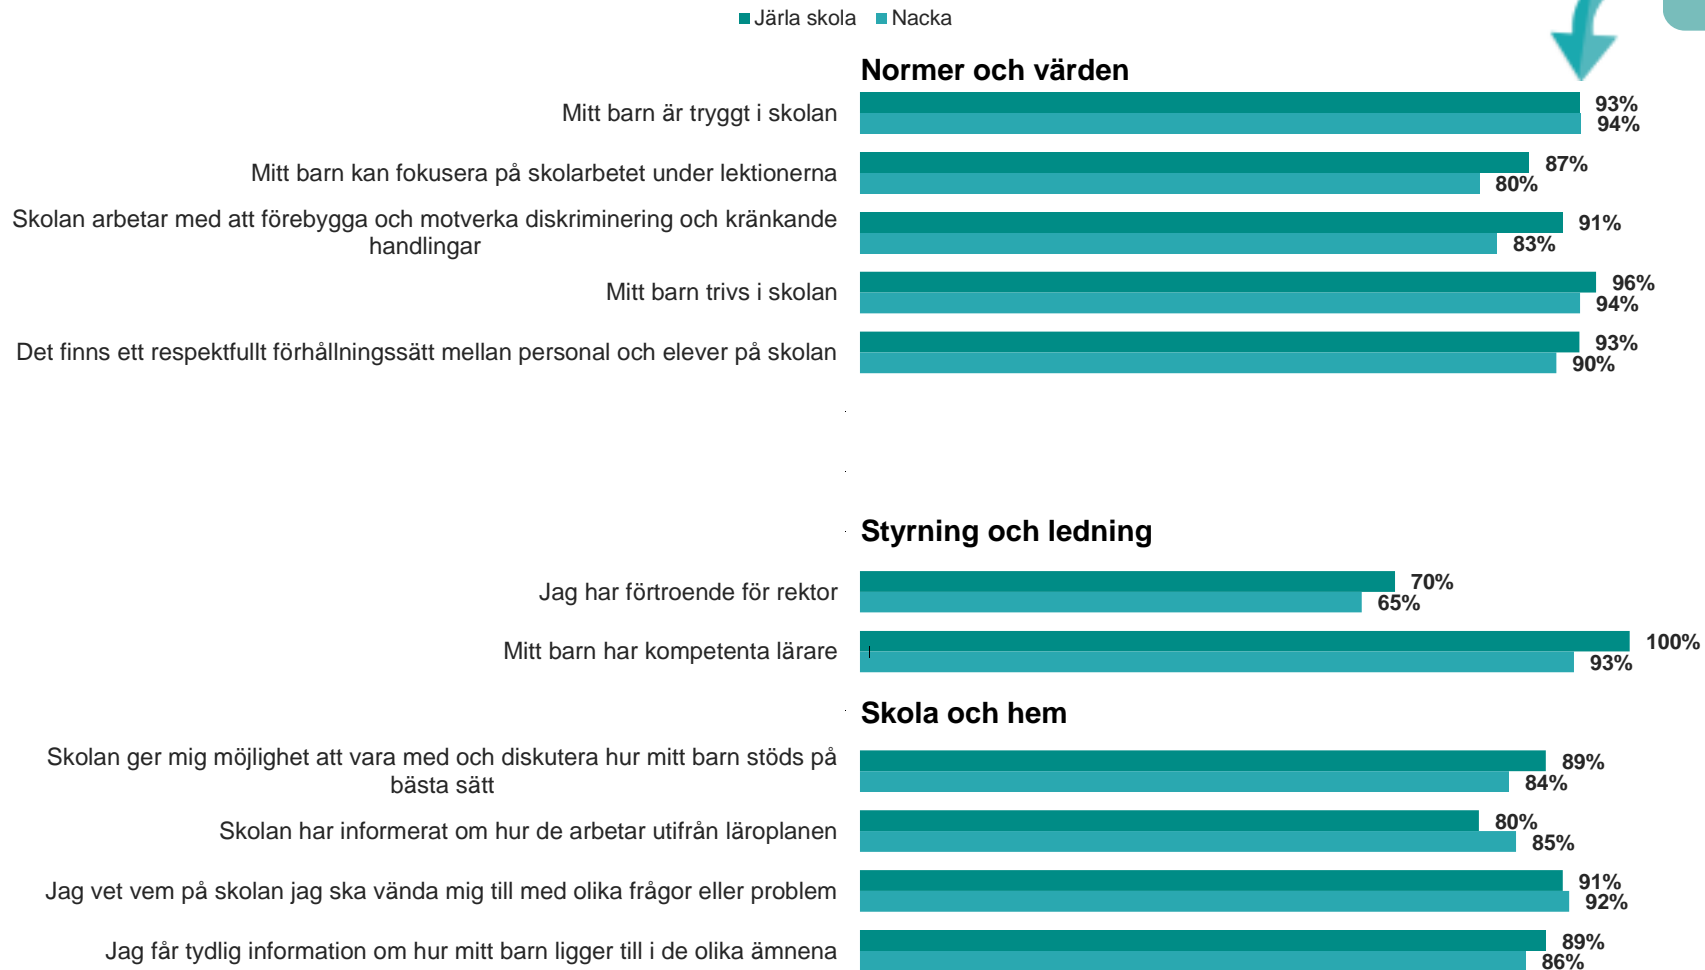 Järla skola Nacka
Normer och värden
Mitt barn är tryggt i skolan
93%
94%
Mitt barn kan fokusera på skolarbetet under lektionerna
87%
80%
Skolan arbetar med att förebygga och motverka diskriminering och kränkande
handlingar
91%
83%
Mitt barn trivs i skolan
96%
94%
Det finns ett respektfullt förhållningssätt mellan personal och elever på skolan
93%
90%
Styrning och ledning
Jag har förtroende för rektor
70%
65%
Mitt barn har kompetenta lärare
100%
93%
Skola och hem
Skolan ger mig möjlighet att vara med och diskutera hur mitt barn stöds på
bästa sätt
89%
84%
Skolan har informerat om hur de arbetar utifrån läroplanen
80%
85%
Jag vet vem på skolan jag ska vända mig till med olika frågor eller problem
91%
92%
Jag får tydlig information om hur mitt barn ligger till i de olika ämnena
89%
86%